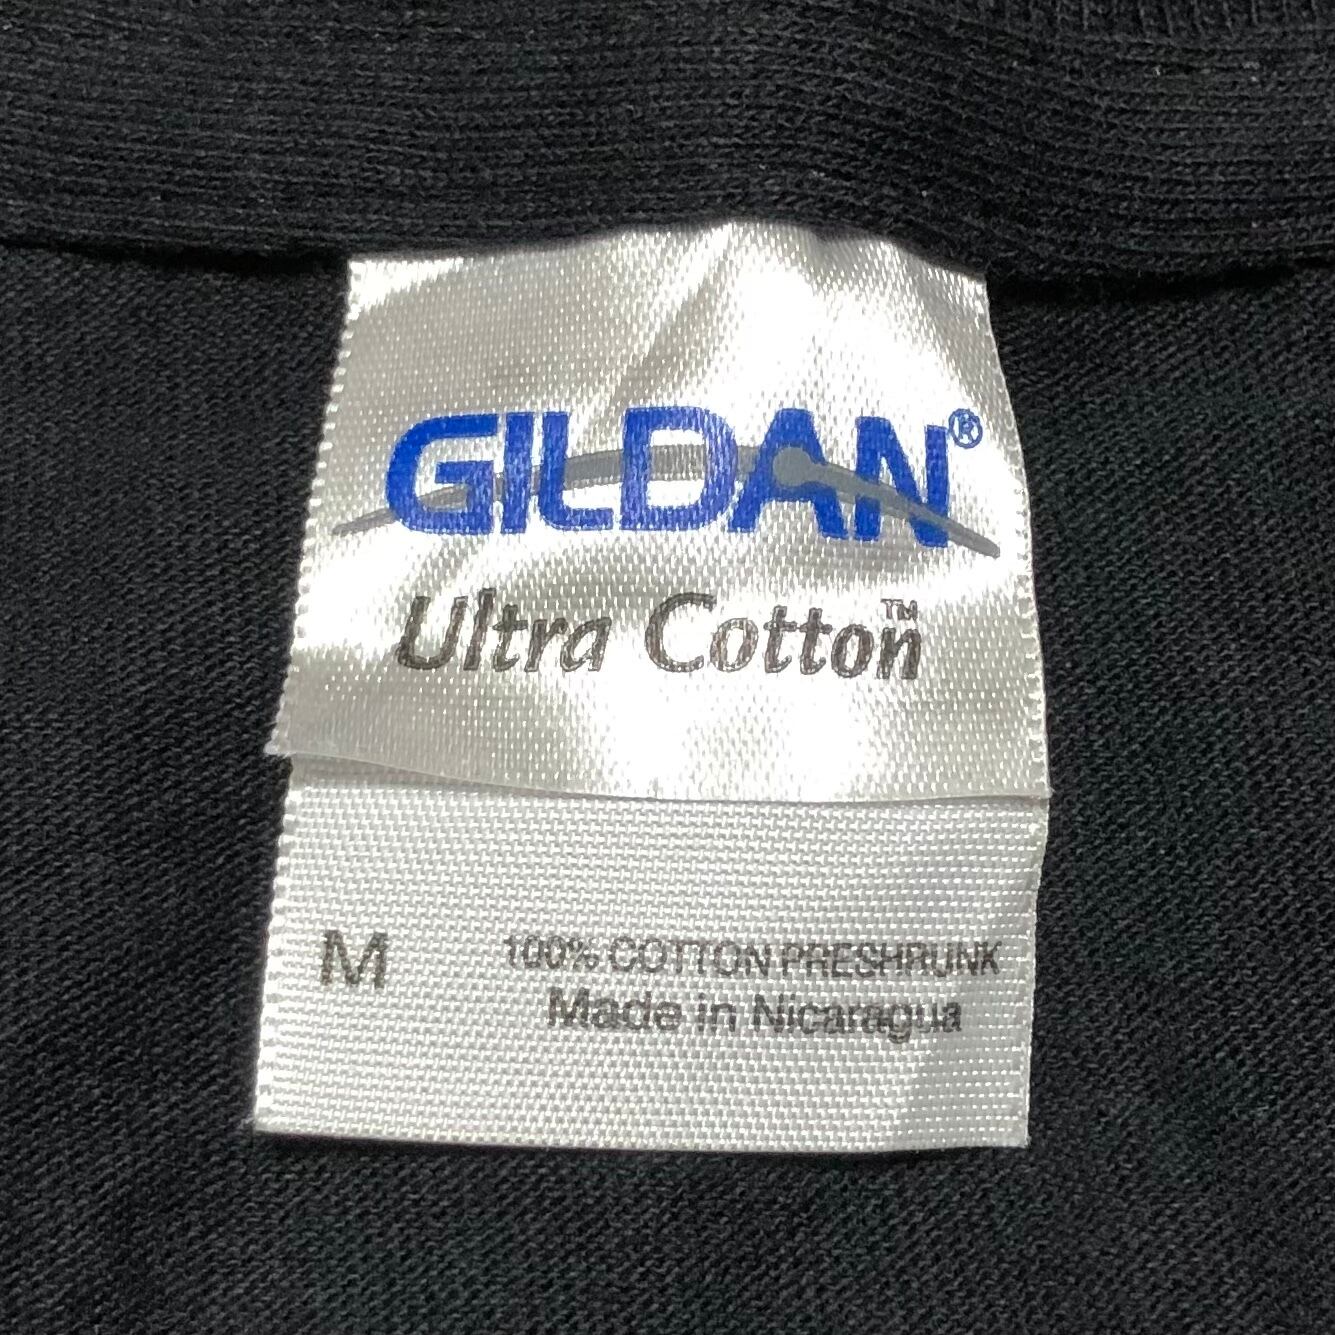 GILDAN®
Ultra Cotton™
M 100% COTTON PRESHRUNK
Made in Nicaragua